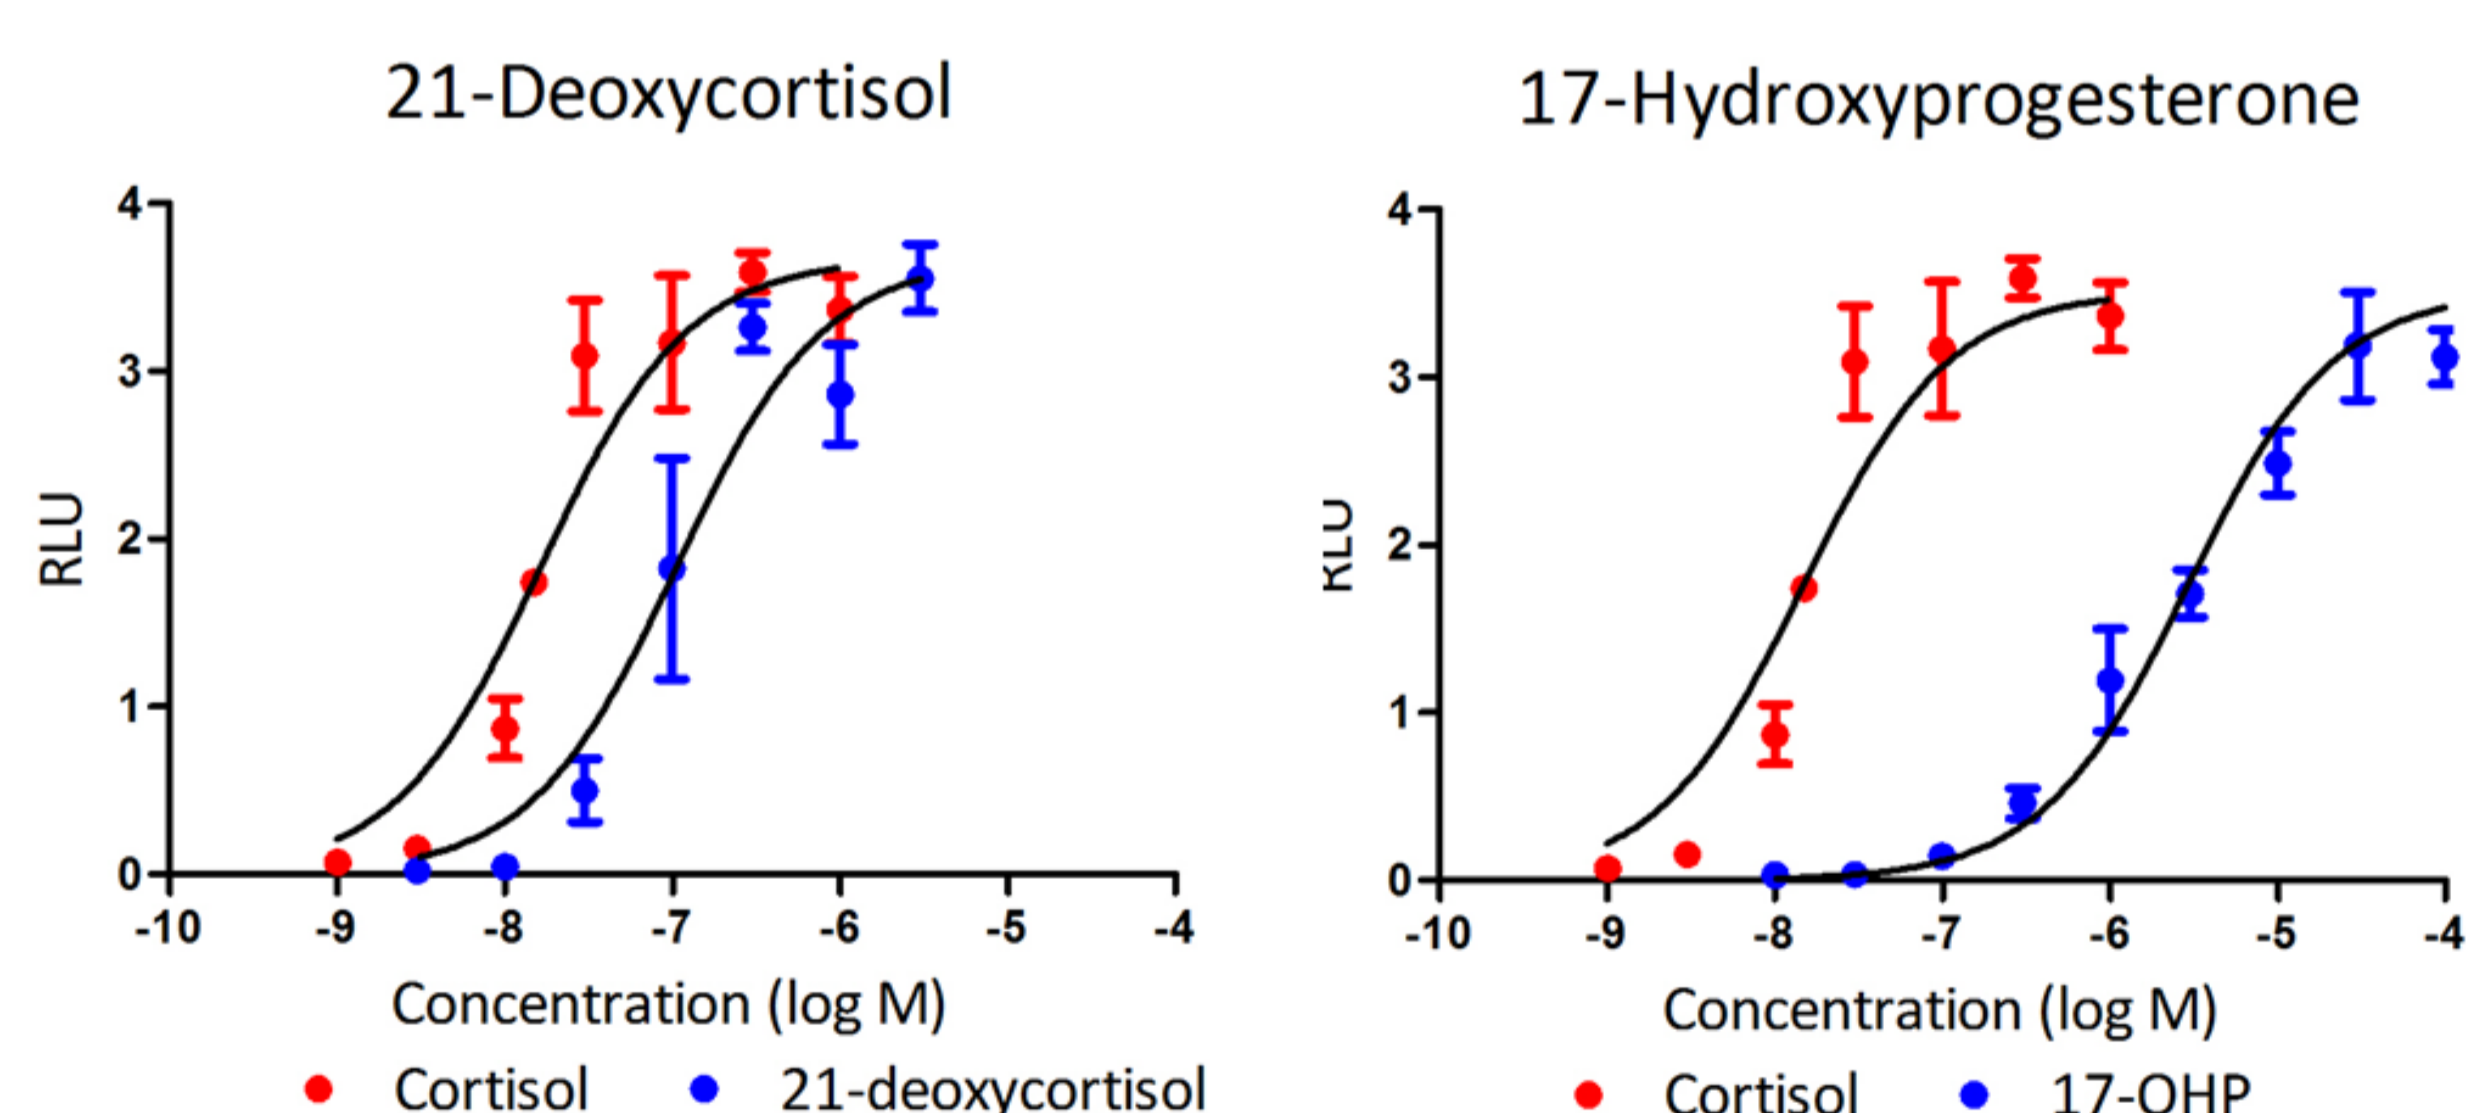 21-Deoxycortisol
4
3
2
1
0
RLU
-10 -9 -8 -7 -6 -5 -4
Concentration (log M)
Cortisol 21-deoxycortisol
17-Hydroxyprogesterone
4
3
2
1
0
RLU
-10 -9 -8 -7 -6 -5 -4
Concentration (log M)
Cortisol 17-OHP